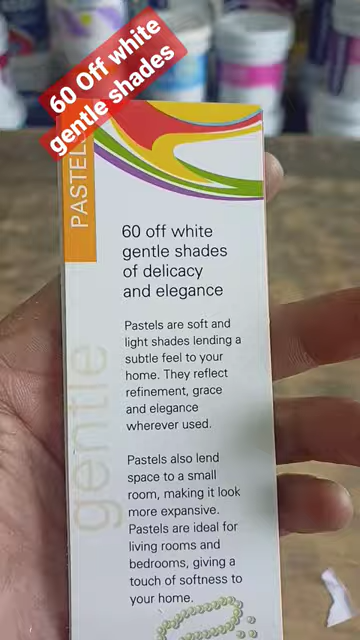 60 Off white
gentle shades
PASTELS
60 off white
gentle shades
of delicacy
and elegance
Pastels are soft and
light shades lending a
subtle feel to your
home. They reflect
refinement, grace
and elegance
wherever used.
gentle
Pastels also lend
space to a small
room, making it look
more expansive.
Pastels are ideal for
living rooms and
bedrooms, giving a
touch of softness to
your home.